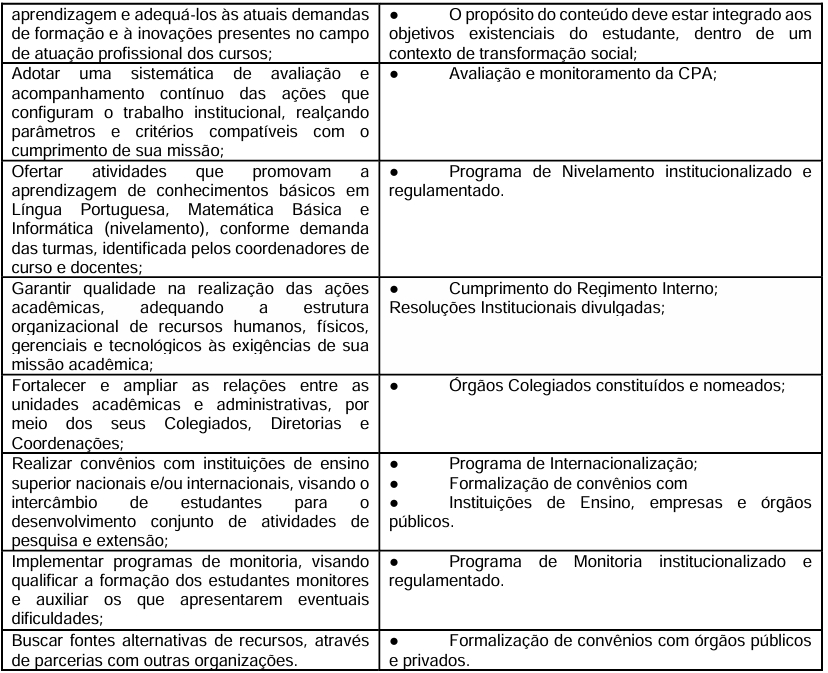 aprendizagem e adequá-los às atuais demandas
de formação e à inovações presentes no campo
de atuação profissional dos cursos;
● O propósito do conteúdo deve estar integrado aos
objetivos existenciais do estudante, dentro de um
contexto de transformação social;
Adotar uma sistemática de avaliação e
acompanhamento contínuo das ações que
configuram o trabalho institucional, realçando
parâmetros e critérios compatíveis com o
cumprimento de sua missão;
● Avaliação e monitoramento da CPA;
Ofertar atividades que promovam a
aprendizagem de conhecimentos básicos em
Língua Portuguesa, Matemática Básica e
Informática (nivelamento), conforme demanda
das turmas, identificada pelos coordenadores de
curso e docentes;
● Programa de Nivelamento institucionalizado e
regulamentado.
Garantir qualidade na realização das ações
acadêmicas, adequando a estrutura
organizacional de recursos humanos, físicos,
gerenciais e tecnológicos às exigências de sua
missão acadêmica;
● Cumprimento do Regimento Interno;
Resoluções Institucionais divulgadas;
Fortalecer e ampliar as relações entre as
unidades acadêmicas e administrativas, por
meio dos seus Colegiados, Diretorias e
Coordenações;
● Órgãos Colegiados constituídos e nomeados;
Realizar convênios com instituições de ensino
superior nacionais e/ou internacionais, visando o
intercâmbio de estudantes para o
desenvolvimento conjunto de atividades de
pesquisa e extensão;
● Programa de Internacionalização;
● Formalização de convênios com
● Instituições de Ensino, empresas e órgãos
públicos.
Implementar programas de monitoria, visando
qualificar a formação dos estudantes monitores
e auxiliar os que apresentarem eventuais
dificuldades;
● Programa de Monitoria institucionalizado e
regulamentado.
Buscar fontes alternativas de recursos, através
de parcerias com outras organizações.
● Formalização de convênios com órgãos públicos
e privados.